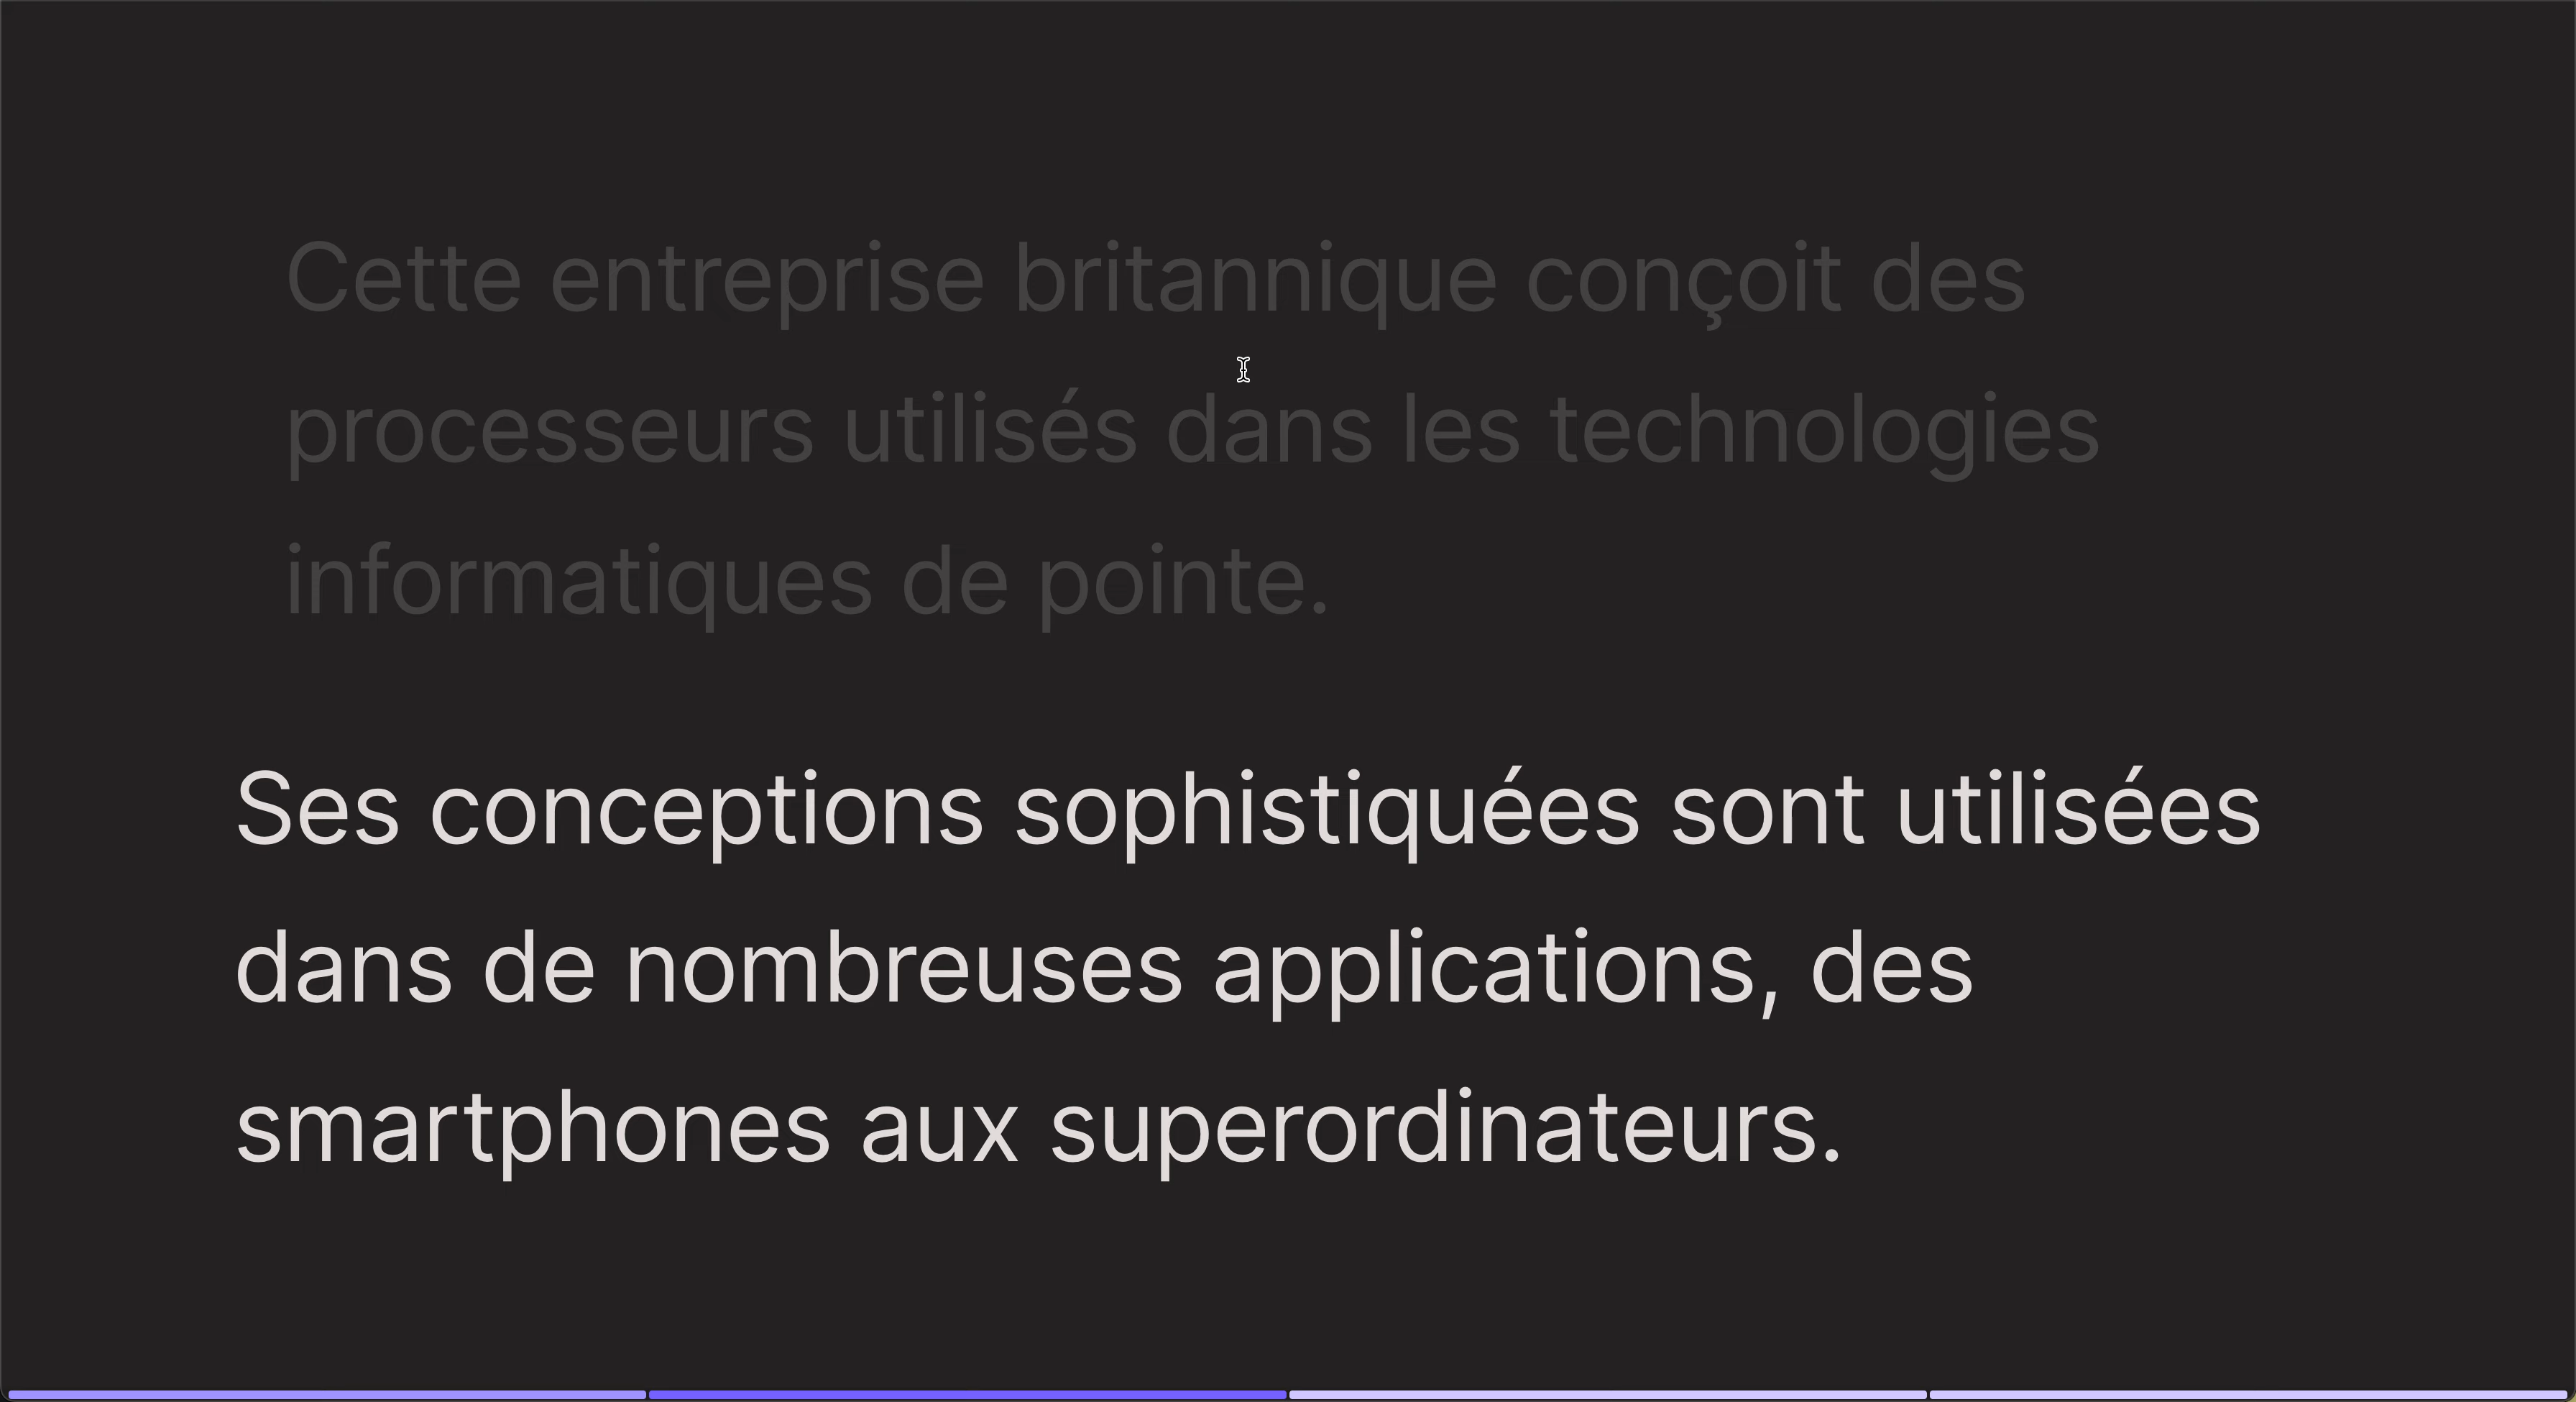 Cette entreprise britannique conçoit des
processeurs utilisés dans les technologies
informatiques de pointe.
Ses conceptions sophistiquées sont utilisées
dans de nombreuses applications, des
smartphones aux superordinateurs.